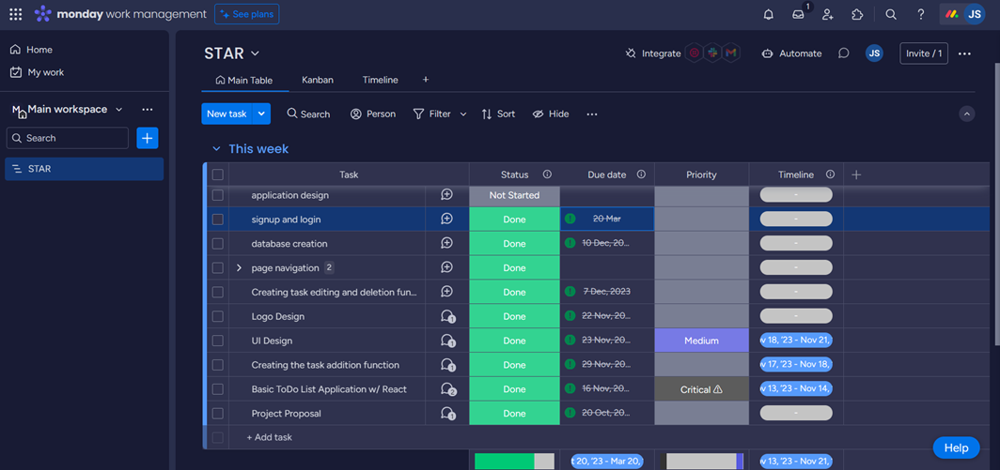 monday work management
See plans
1
JS
Home
My work
Main workspace
Search
STAR
STAR
Integrate
Automate
JS
Invite / 1
Main Table
Kanban
Timeline
New task
Search
Person
Filter
Sort
Hide
This week
Task Status Due date Priority Timeline
application design Not Started -
signup and login Done 20 Mar -
database creation Done 10 Dec, 20... -
page navigation 2 Done -
Creating task editing and deletion fun... Done 7 Dec, 2023 -
Logo Design 1 Done 22 Nov, 20... -
UI Design 1 Done 23 Nov, 20... Medium 18, '23 - Nov 21,
Creating the task addition function 1 Done 29 Nov, 20... 17, '23 - Nov 18,
Basic ToDo List Application w/ React 2 Done 16 Nov, 20... Critical 13, '23 - Nov 14,
Project Proposal 1 Done 20 Oct, 20... -
+ Add task
20, '23 - Mar 20, 13, '23 - Nov 21,
Help